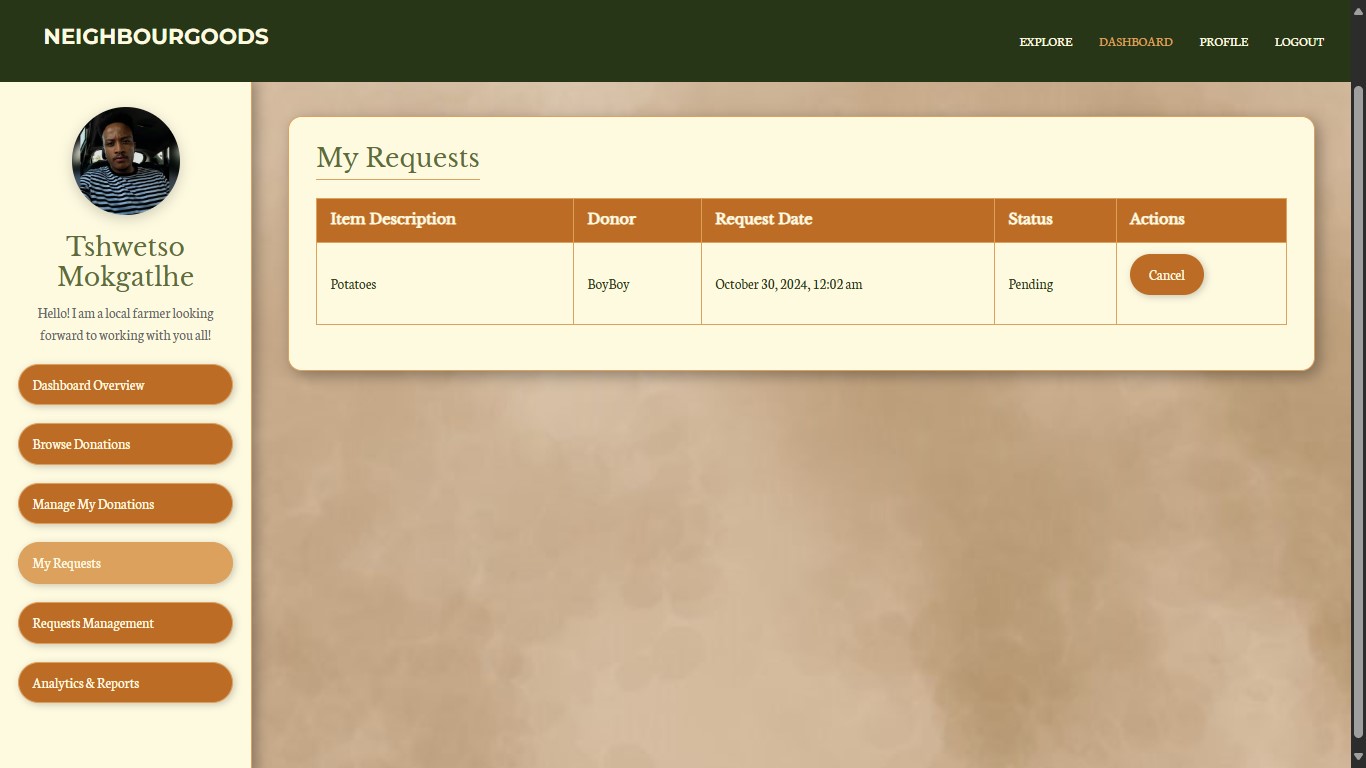 NEIGHBOURGOODS
EXPLORE DASHBOARD PROFILE LOGOUT
Tshwetso
Mokgatlhe
Hello! I am a local farmer looking
forward to working with you all!
Dashboard Overview
Browse Donations
Manage My Donations
My Requests
Requests Management
Analytics & Reports
My Requests
Item Description Donor Request Date Status Actions
Potatoes BoyBoy October 30, 2024, 12:02 am Pending Cancel